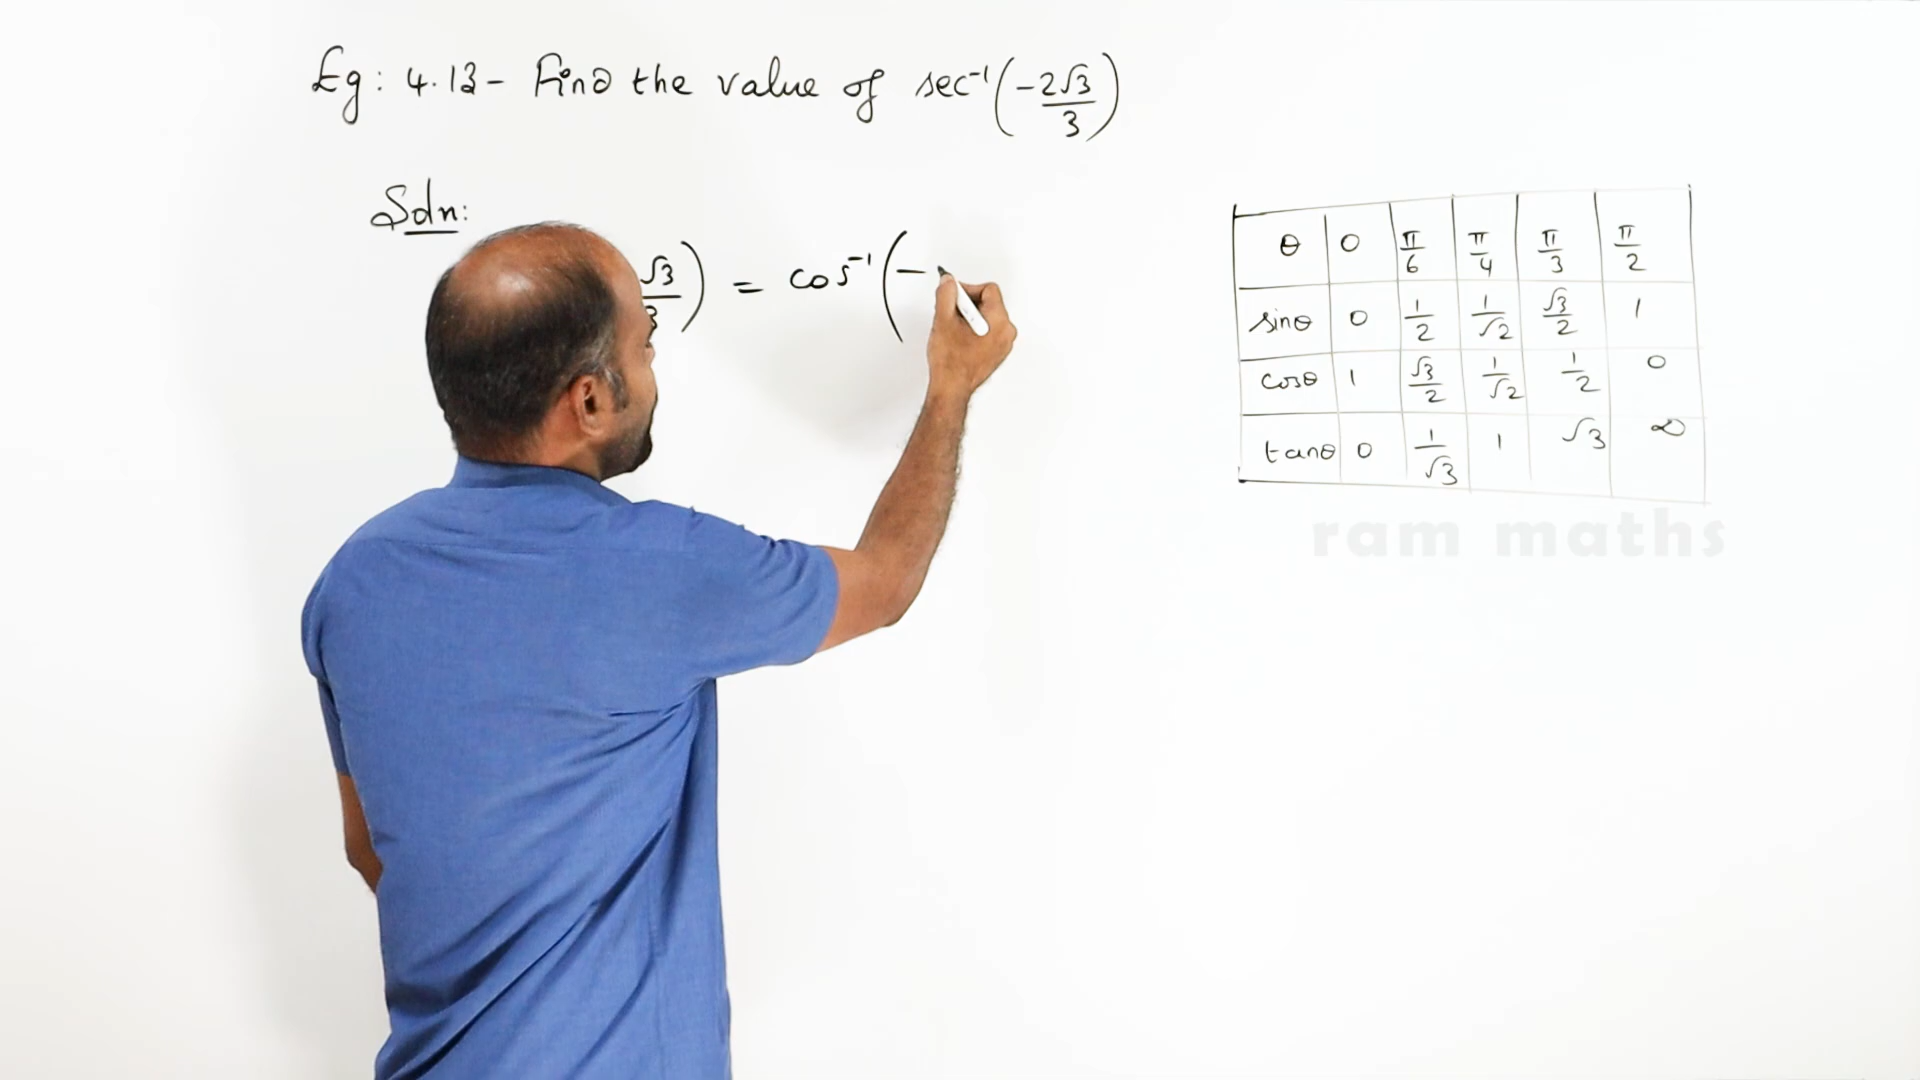 Eg: 4.13- Find the value of sec⁻¹(-2√3/3)
Soln:
√3/3) = cos⁻¹(-
θ 0 π/6 π/4 π/3 π/2
sinθ 0 1/2 1/√2 √3/2 1
cosθ 1 √3/2 1/√2 1/2 0
tanθ 0 1/√3 1 √3 ∞
ram maths